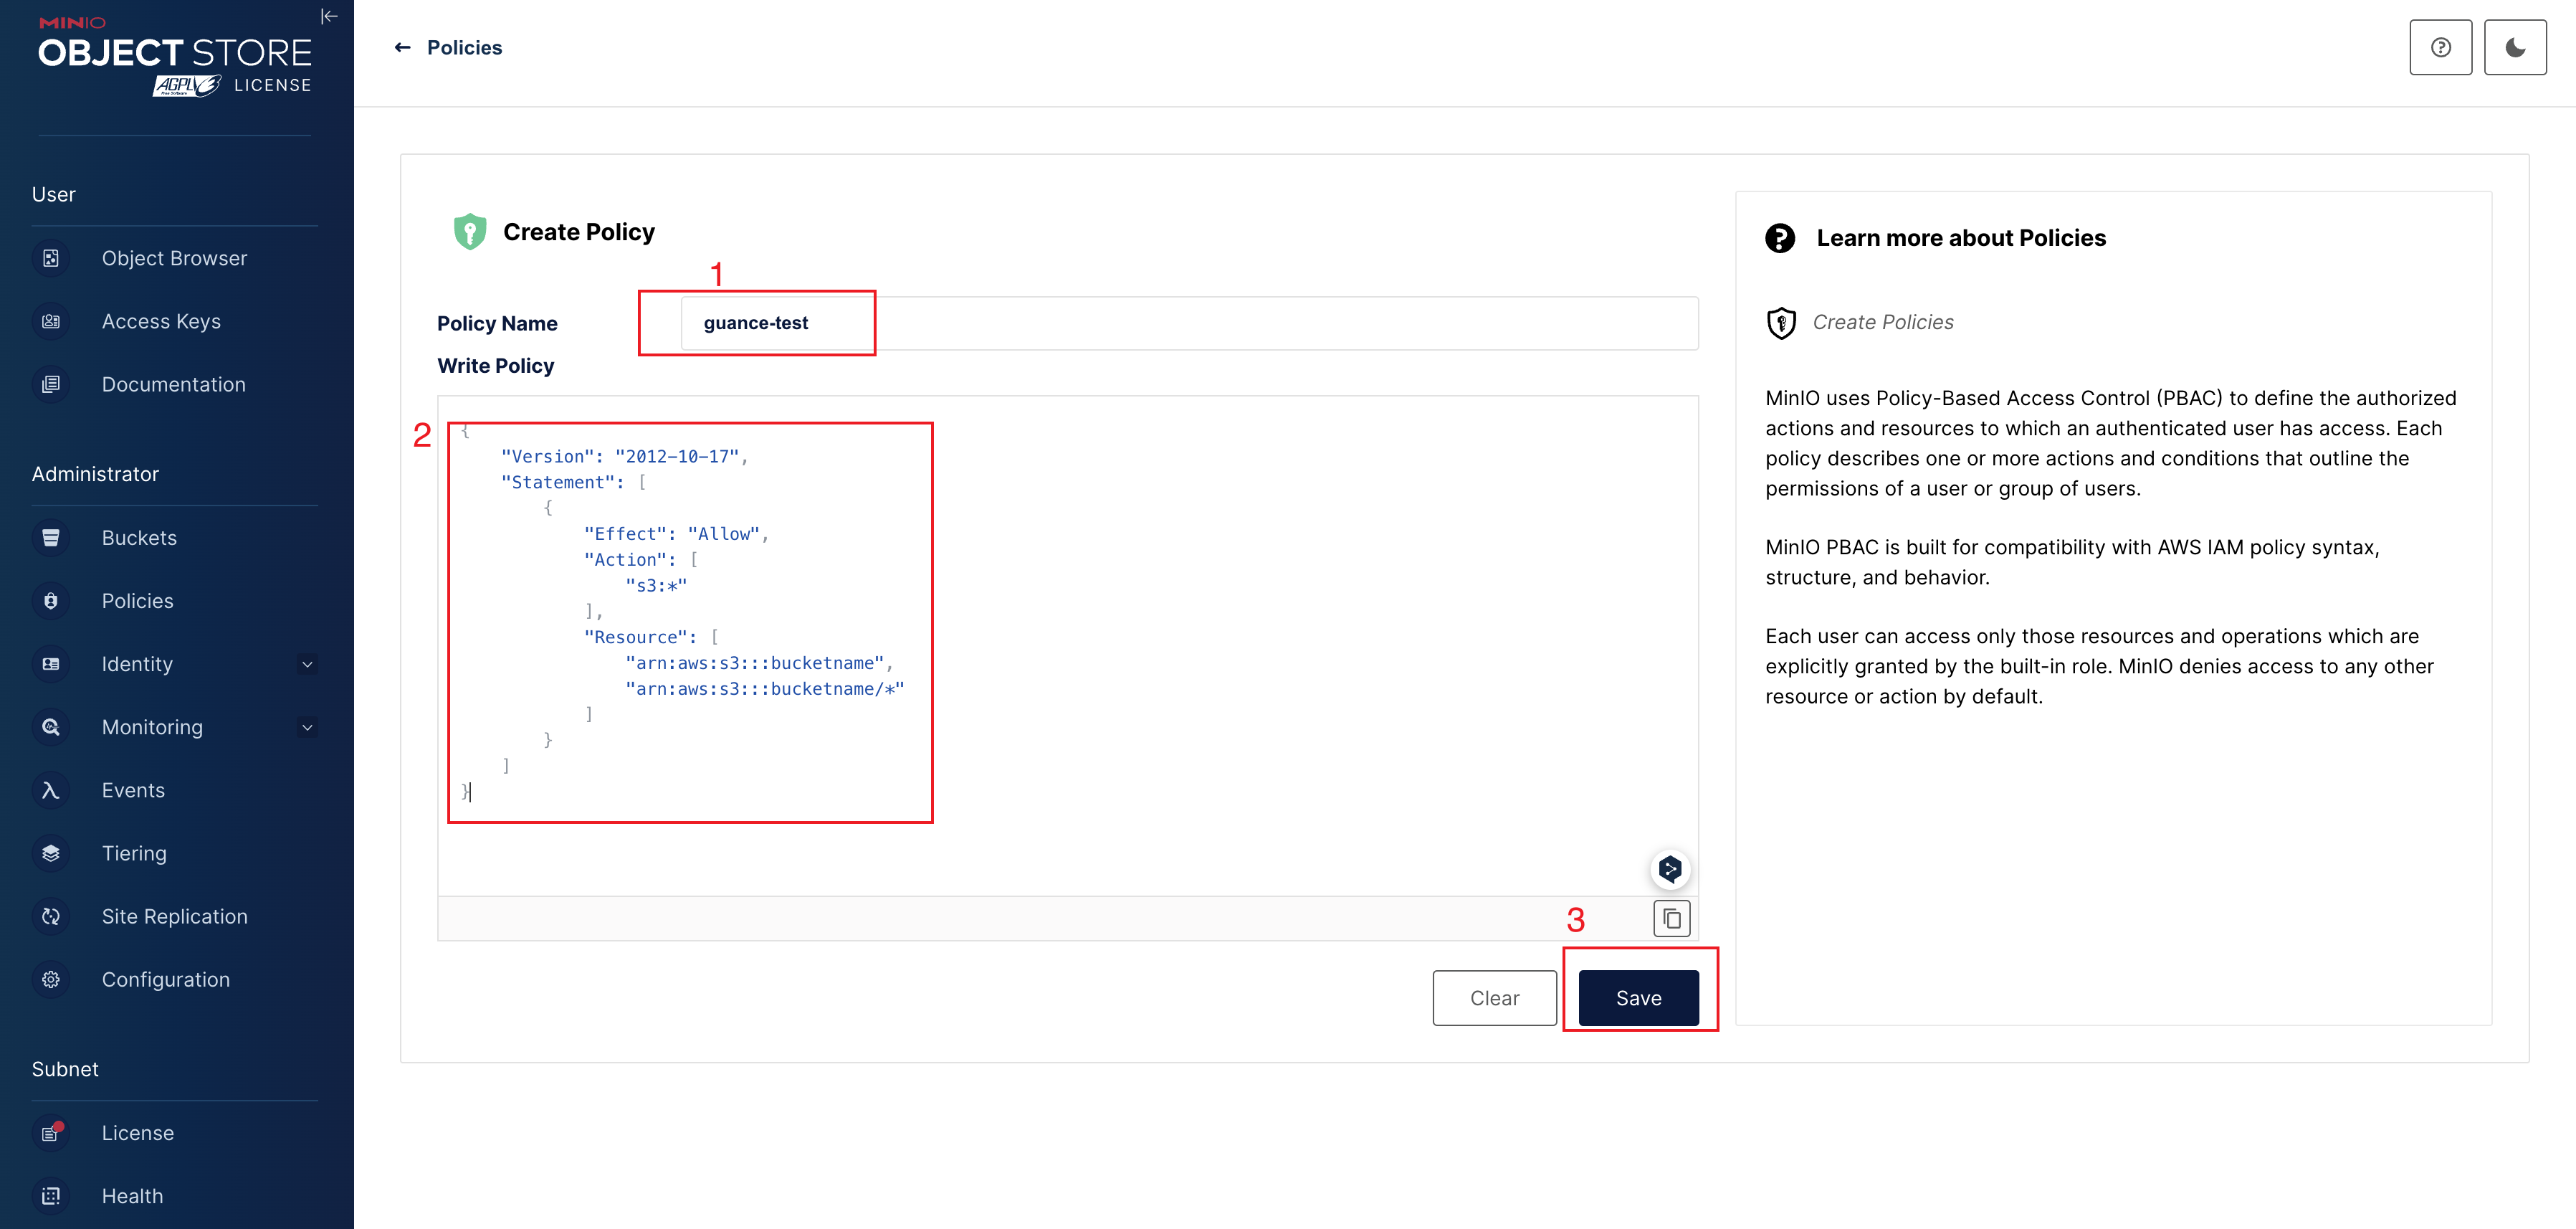 MINIO
OBJECT STORE
AGPLv3 LICENSE
Free Software
User
Object Browser
Access Keys
Documentation
Administrator
Buckets
Policies
Identity
Monitoring
Events
Tiering
Site Replication
Configuration
Subnet
License
Health
← Policies
Create Policy
1
Policy Name
guance-test
Write Policy
2
{
    "Version": "2012-10-17",
    "Statement": [
        {
            "Effect": "Allow",
            "Action": [
                "s3:*"
            ],
            "Resource": [
                "arn:aws:s3:::bucketname",
                "arn:aws:s3:::bucketname/*"
            ]
        }
    ]
}
3
Clear
Save
Learn more about Policies
Create Policies
MinIO uses Policy-Based Access Control (PBAC) to define the authorized
actions and resources to which an authenticated user has access. Each
policy describes one or more actions and conditions that outline the
permissions of a user or group of users.
MinIO PBAC is built for compatibility with AWS IAM policy syntax,
structure, and behavior.
Each user can access only those resources and operations which are
explicitly granted by the built-in role. MinIO denies access to any other
resource or action by default.